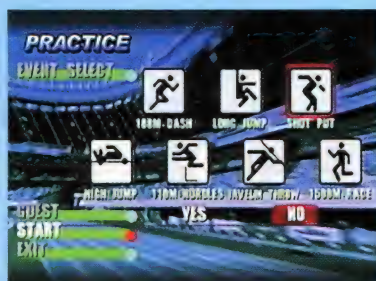 PRACTICE
EVENT SELECT
100M-DASH LONG JUMP SHOT PUT
HIGH JUMP 110M-HURDLES JAVELIN THROW 1500M-RACE
GUEST YES NO
START
EXIT